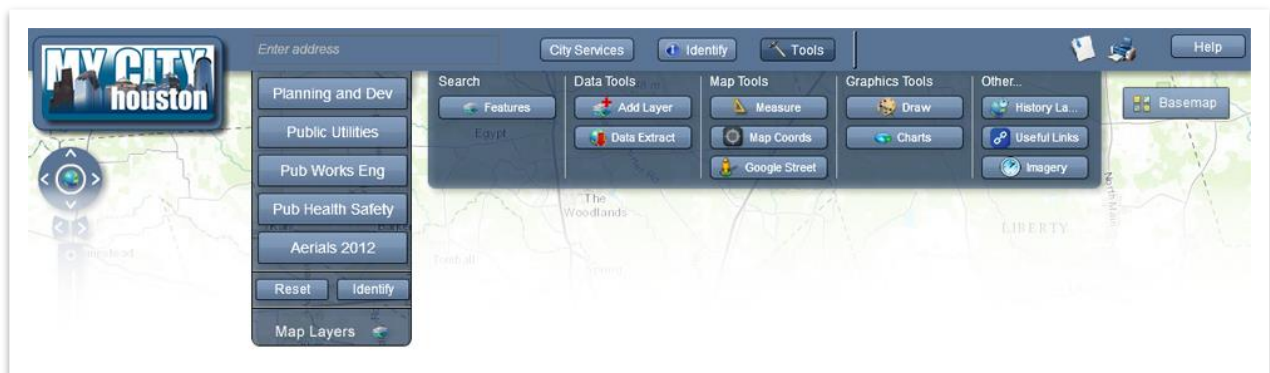 MY CITY
houston
Enter address
City Services
Identify
Tools
Help
Planning and Dev
Public Utilities
Pub Works Eng
Pub Health Safety
Aerials 2012
Reset Identify
Map Layers
Search
Features
Data Tools
Add Layer
Data Extract
Map Tools
Measure
Map Coords
Google Street
Graphics Tools
Draw
Charts
Other...
History La...
Useful Links
Imagery
Basemap
Egypt
The
Woodlands
Tomball
LIBERTY